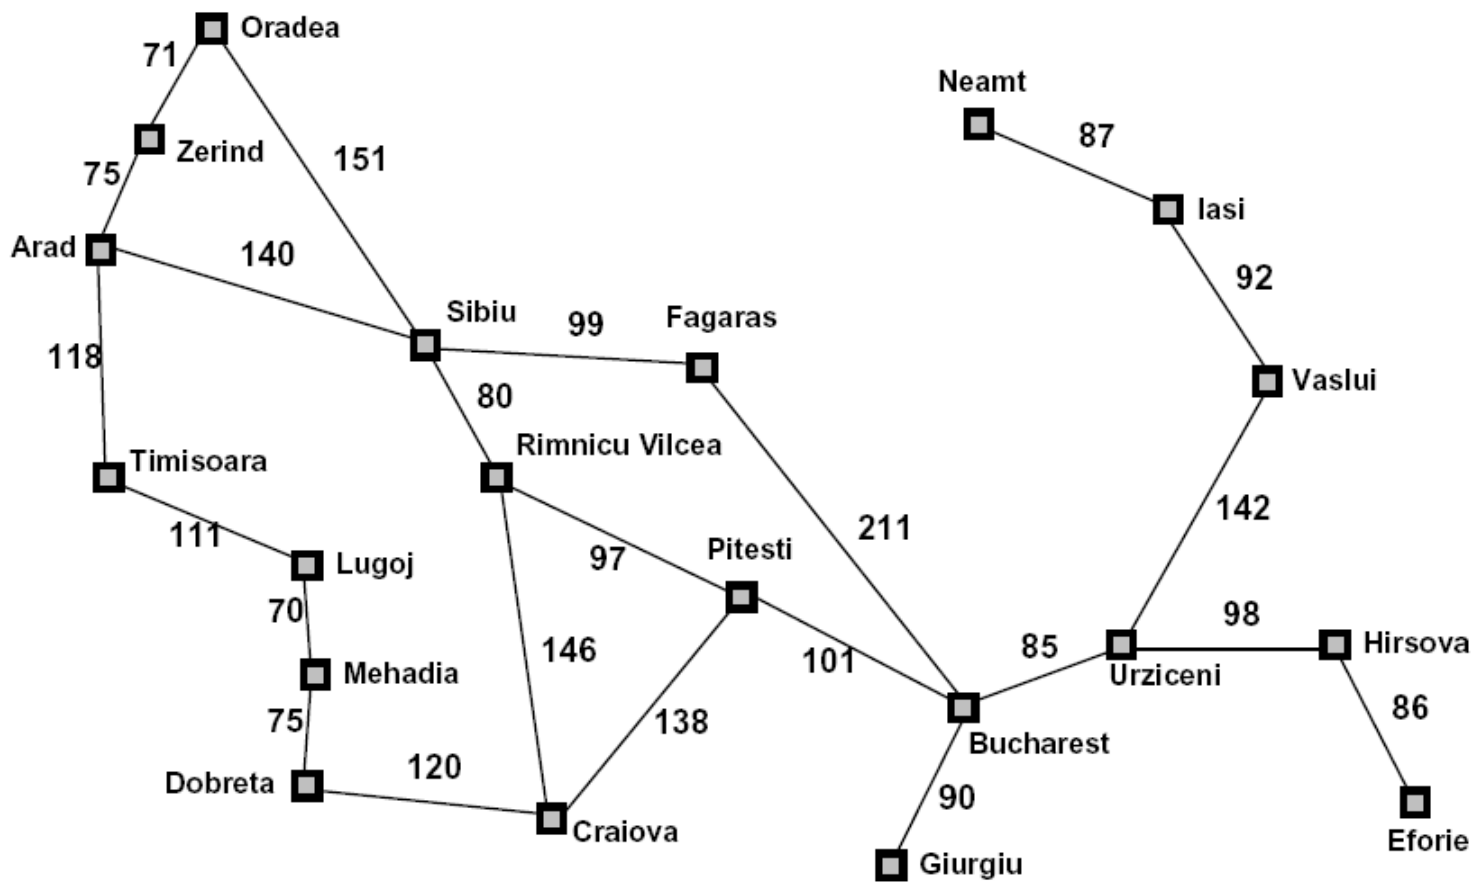 Oradea
71
Neamt
87
Zerind
151
75
Iasi
Arad
140
92
Sibiu
99
Fagaras
118
Vaslui
80
Rimnicu Vilcea
Timisoara
142
211
111
97
Pitesti
Lugoj
70
98
Hirsova
146
101
85
Urziceni
Mehadia
86
75
138
Bucharest
Dobreta
120
90
Craiova
Eforie
Giurgiu